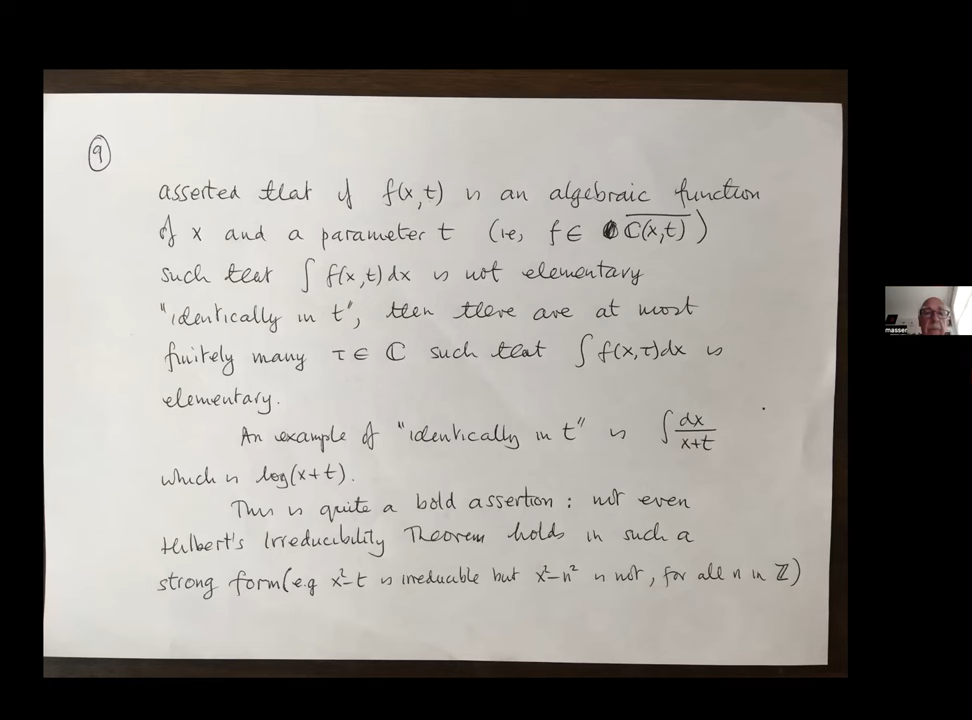 9
asserted that if f(x,t) is an algebraic function
of x and a parameter t (ie, f ∈ \overline{ℂ(x,t)})
such that ∫ f(x,t)dx is not elementary
"identically in t", then there are at most
finitely many τ ∈ ℂ such that ∫ f(x,τ)dx is
elementary.
An example of "identically in t" is ∫ dx/(x+t)
which is log(x+t).
This is quite a bold assertion: not even
Hilbert's Irreducibility Theorem holds in such a
strong form (e.g x²-t is irreducible but x²-n² is not, for all n in ℤ)
masser